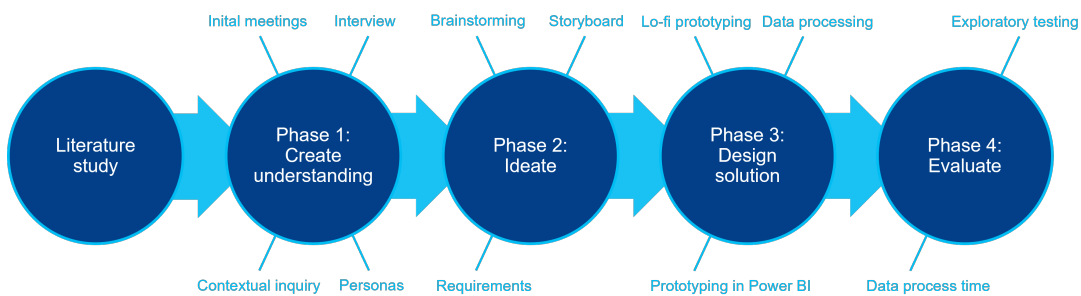 Inital meetings
Interview
Brainstorming
Storyboard
Lo-fi prototyping
Data processing
Exploratory testing
Literature
study
Phase 1:
Create
understanding
Phase 2:
Ideate
Phase 3:
Design
solution
Phase 4:
Evaluate
Contextual inquiry
Personas
Requirements
Prototyping in Power BI
Data process time